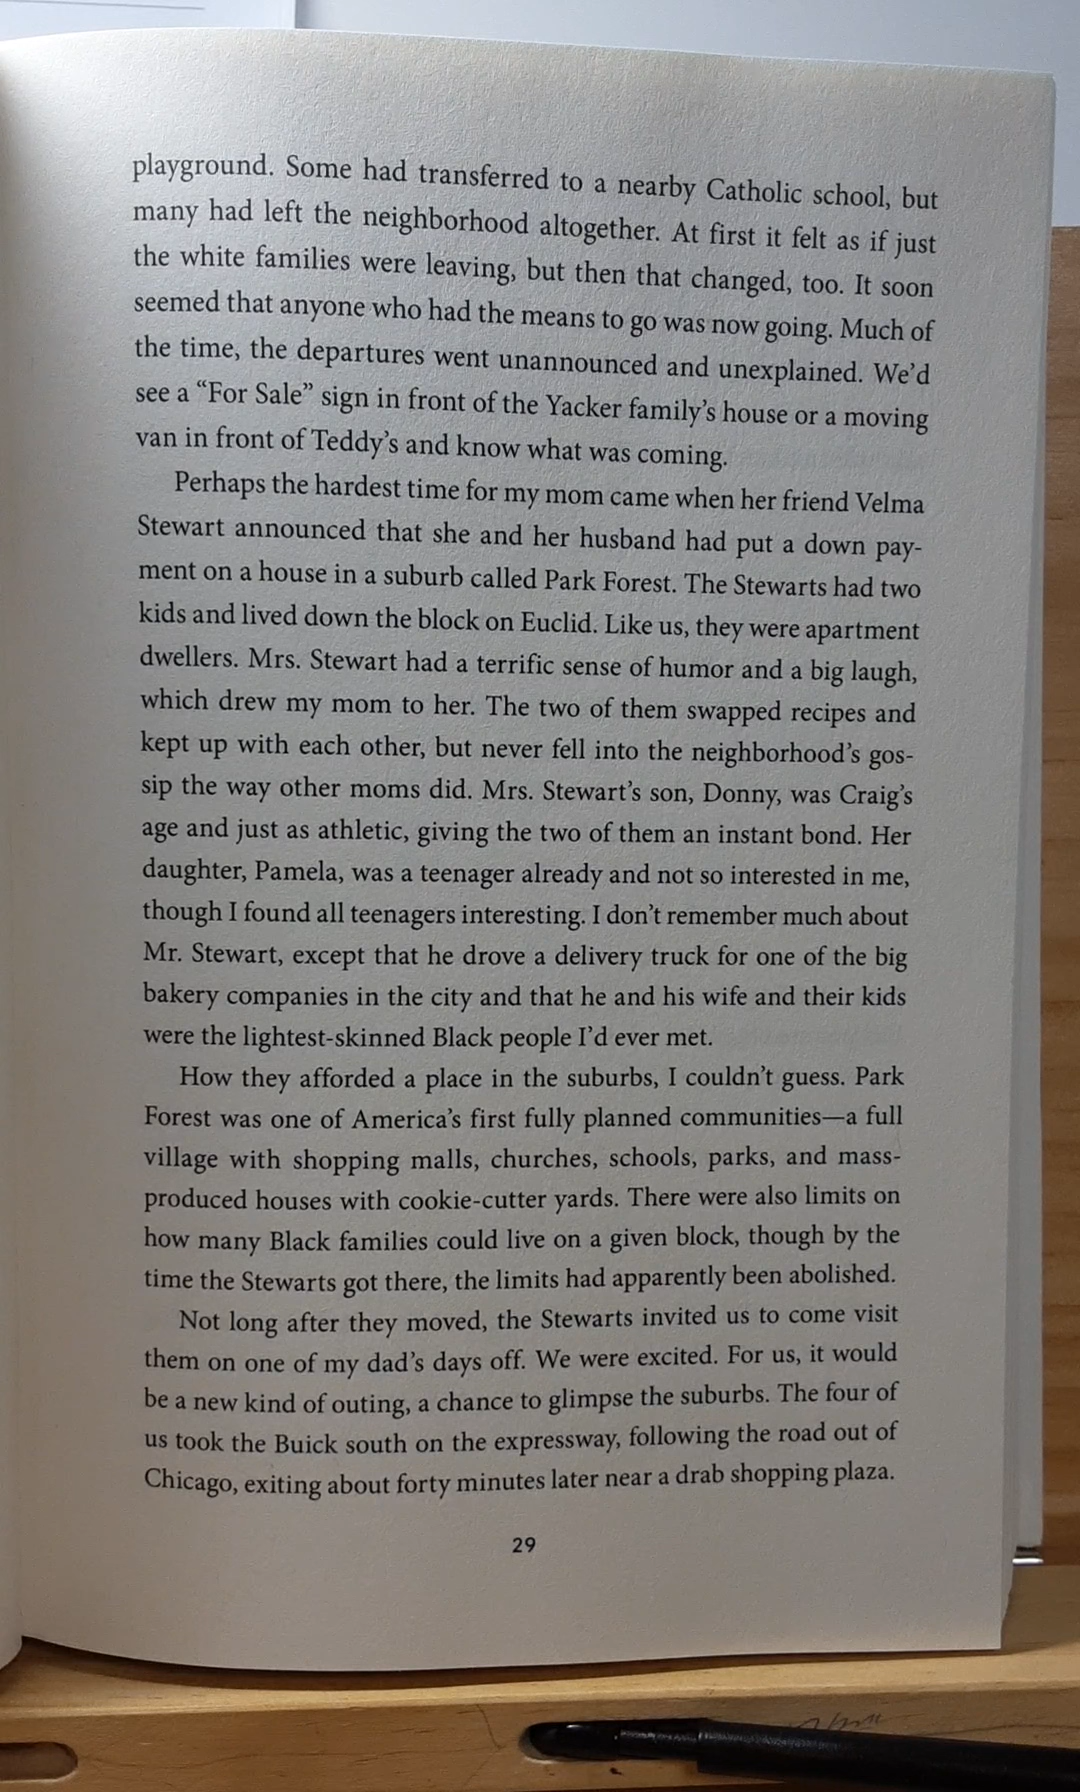 playground. Some had transferred to a nearby Catholic school, but
many had left the neighborhood altogether. At first it felt as if just
the white families were leaving, but then that changed, too. It soon
seemed that anyone who had the means to go was now going. Much of
the time, the departures went unannounced and unexplained. We’d
see a “For Sale” sign in front of the Yacker family’s house or a moving
van in front of Teddy’s and know what was coming.
Perhaps the hardest time for my mom came when her friend Velma
Stewart announced that she and her husband had put a down pay-
ment on a house in a suburb called Park Forest. The Stewarts had two
kids and lived down the block on Euclid. Like us, they were apartment
dwellers. Mrs. Stewart had a terrific sense of humor and a big laugh,
which drew my mom to her. The two of them swapped recipes and
kept up with each other, but never fell into the neighborhood’s gos-
sip the way other moms did. Mrs. Stewart’s son, Donny, was Craig’s
age and just as athletic, giving the two of them an instant bond. Her
daughter, Pamela, was a teenager already and not so interested in me,
though I found all teenagers interesting. I don’t remember much about
Mr. Stewart, except that he drove a delivery truck for one of the big
bakery companies in the city and that he and his wife and their kids
were the lightest-skinned Black people I’d ever met.
How they afforded a place in the suburbs, I couldn’t guess. Park
Forest was one of America’s first fully planned communities—a full
village with shopping malls, churches, schools, parks, and mass-
produced houses with cookie-cutter yards. There were also limits on
how many Black families could live on a given block, though by the
time the Stewarts got there, the limits had apparently been abolished.
Not long after they moved, the Stewarts invited us to come visit
them on one of my dad’s days off. We were excited. For us, it would
be a new kind of outing, a chance to glimpse the suburbs. The four of
us took the Buick south on the expressway, following the road out of
Chicago, exiting about forty minutes later near a drab shopping plaza.
29